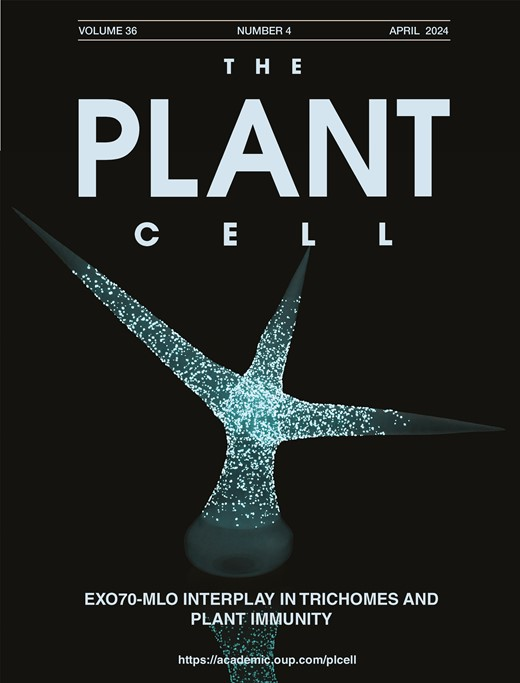 VOLUME 36 NUMBER 4 APRIL 2024
THE
PLANT
CELL
EXO70-MLO INTERPLAY IN TRICHOMES AND
PLANT IMMUNITY
https://academic.oup.com/plcell